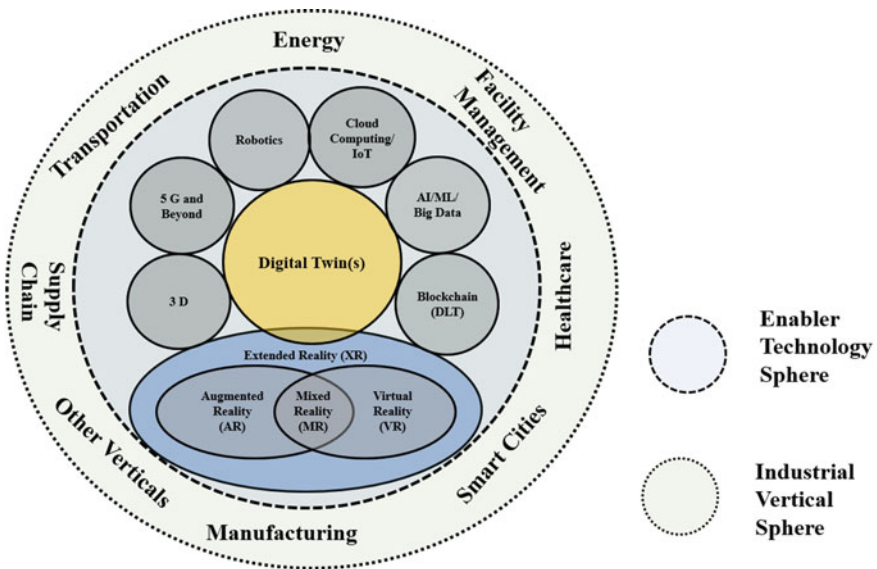 Energy
Transportation
Facility
Management
Robotics
Cloud
Computing/
IoT
5 G and
Beyond
AI/ML/
Big Data
Digital Twin(s)
Supply
Chain
3 D
Blockchain
(DLT)
Healthcare
Extended Reality (XR)
Augmented
Reality
(AR)
Mixed
Reality
(MR)
Virtual
Reality
(VR)
Other Verticals
Smart Cities
Manufacturing
Enabler
Technology
Sphere
Industrial
Vertical
Sphere